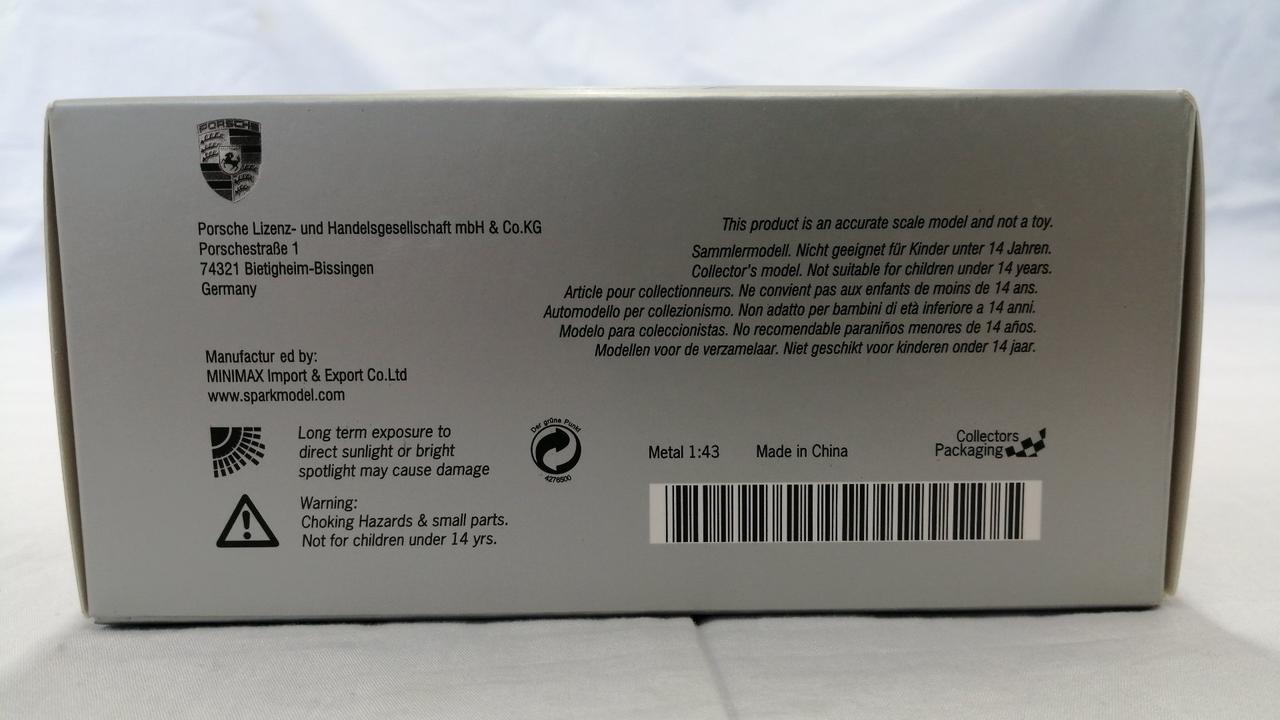 PORSCHE
Porsche Lizenz- und Handelsgesellschaft mbH & Co.KG
Porschestraße 1
74321 Bietigheim-Bissingen
Germany
This product is an accurate scale model and not a toy.
Sammlermodell. Nicht geeignet für Kinder unter 14 Jahren.
Collector's model. Not suitable for children under 14 years.
Article pour collectionneurs. Ne convient pas aux enfants de moins de 14 ans.
Automodello per collezionismo. Non adatto per bambini di età inferiore a 14 anni.
Modelo para coleccionistas. No recomendable paraniños menores de 14 años.
Modellen voor de verzamelaar. Niet geschikt voor kinderen onder 14 jaar.
Manufactur ed by:
MINIMAX Import & Export Co.Ltd
www.sparkmodel.com
Long term exposure to
direct sunlight or bright
spotlight may cause damage
Der grüne Punkt
4276500
Warning:
Choking Hazards & small parts.
Not for children under 14 yrs.
Metal 1:43
Made in China
Collectors
Packaging